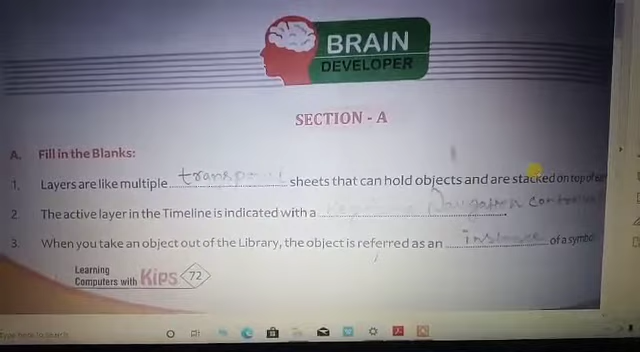 BRAIN
DEVELOPER
SECTION - A
A. Fill in the Blanks:
1. Layers are like multiple sheets that can hold objects and are stacked on top of
2. The active layer in the Timeline is indicated with a Navigation
3. When you take an object out of the Library, the object is referred as an instance of a symbol
Learning
Computers with Kips 72